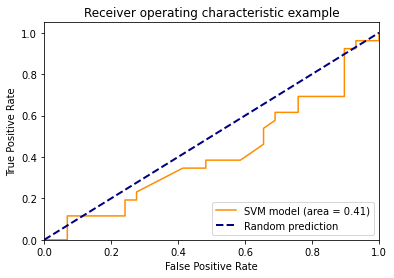 Receiver operating characteristic example
1.0
0.8
0.6
0.4
0.2
0.0
True Positive Rate
SVM model (area = 0.41)
Random prediction
0.0 0.2 0.4 0.6 0.8 1.0
False Positive Rate